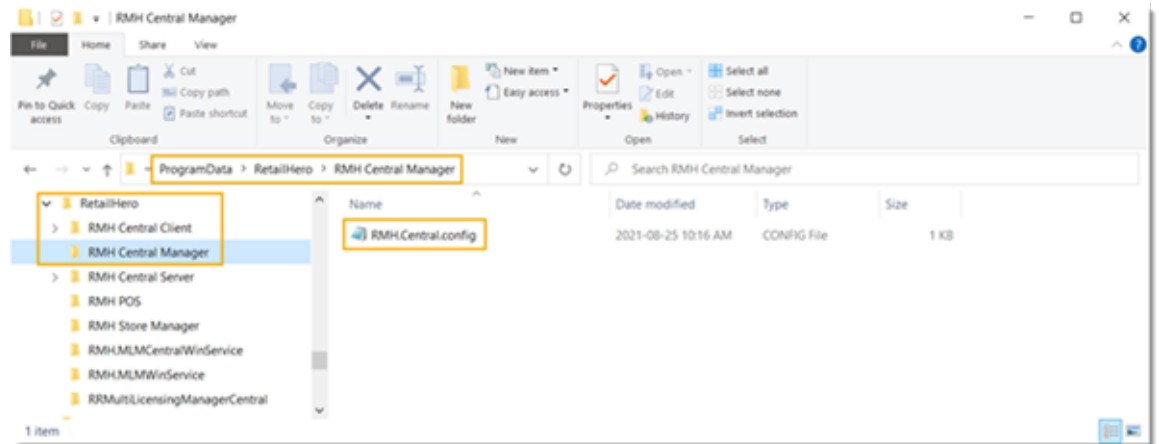 RMH Central Manager
File Home Share View
Pin to Quick access
Copy
Paste
Cut
Copy path
Paste shortcut
Move to
Copy to
Delete
Rename
New folder
New item
Easy access
Properties
Open
Edit
History
Select all
Select none
Invert selection
Clipboard Organize New Open Select
ProgramData > RetailHero > RMH Central Manager
Search RMH Central Manager
RetailHero
RMH Central Client
RMH Central Manager
RMH Central Server
RMH POS
RMH Store Manager
RMH.MLMCentralWinService
RMH.MLMWinService
RRMultiLicensingManagerCentral
Name Date modified Type Size
RMH.Central.config 2021-08-25 10:16 AM CONFIG File 1 KB
1 item